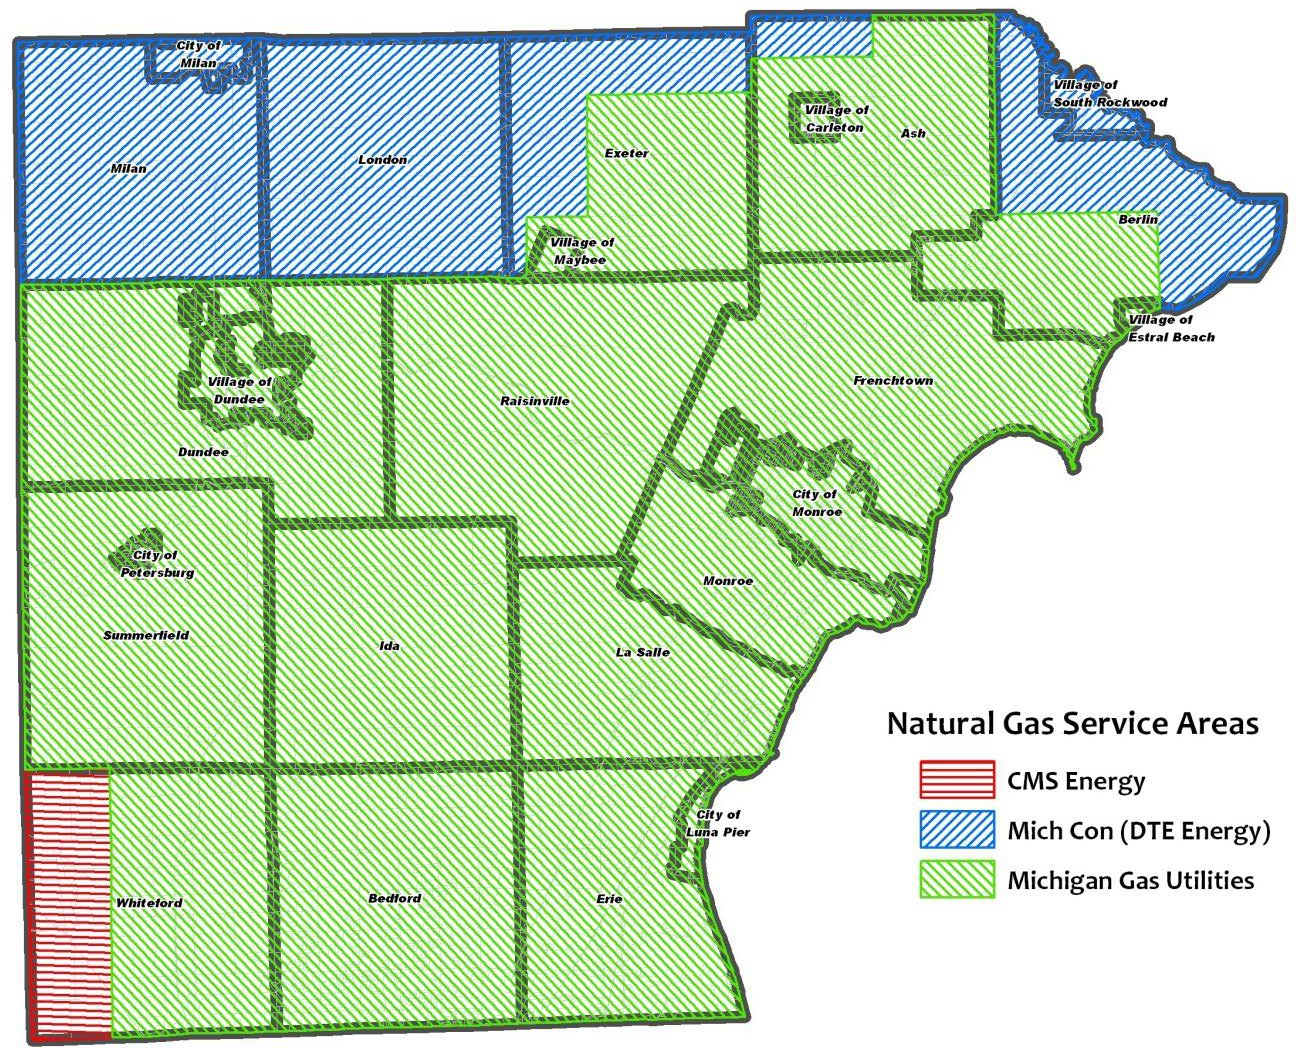 City of
Milan
Village of
South Rockwood
Village of
Carleton
Ash
Exeter
London
Milan
Berlin
Village of
Maybee
Village of
Estral Beach
Village of
Dundee
Frenchtown
Raisinville
Dundee
City of
Monroe
City of
Petersburg
Monroe
Summerfield
Ida
La Salle
Natural Gas Service Areas
CMS Energy
Mich Con (DTE Energy)
Michigan Gas Utilities
City of
Luna Pier
Whiteford
Bedford
Erie